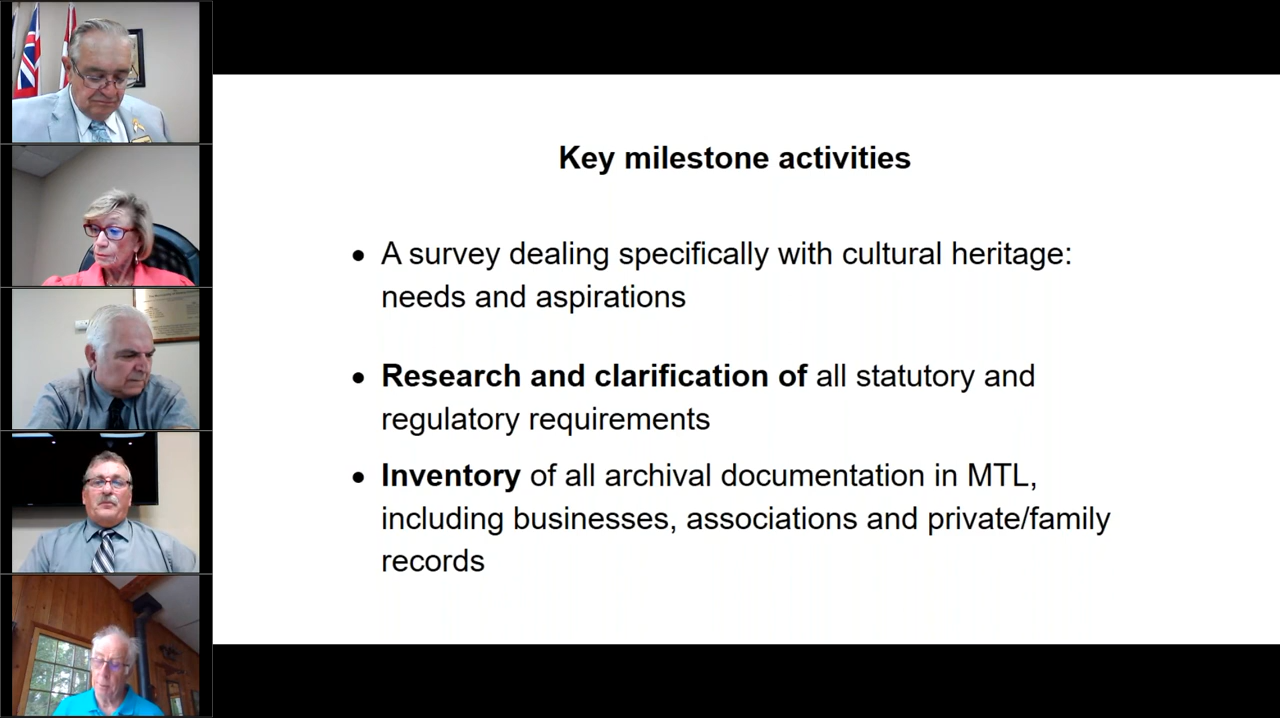 Key milestone activities
• A survey dealing specifically with cultural heritage:
needs and aspirations
• Research and clarification of all statutory and
regulatory requirements
• Inventory of all archival documentation in MTL,
including businesses, associations and private/family
records